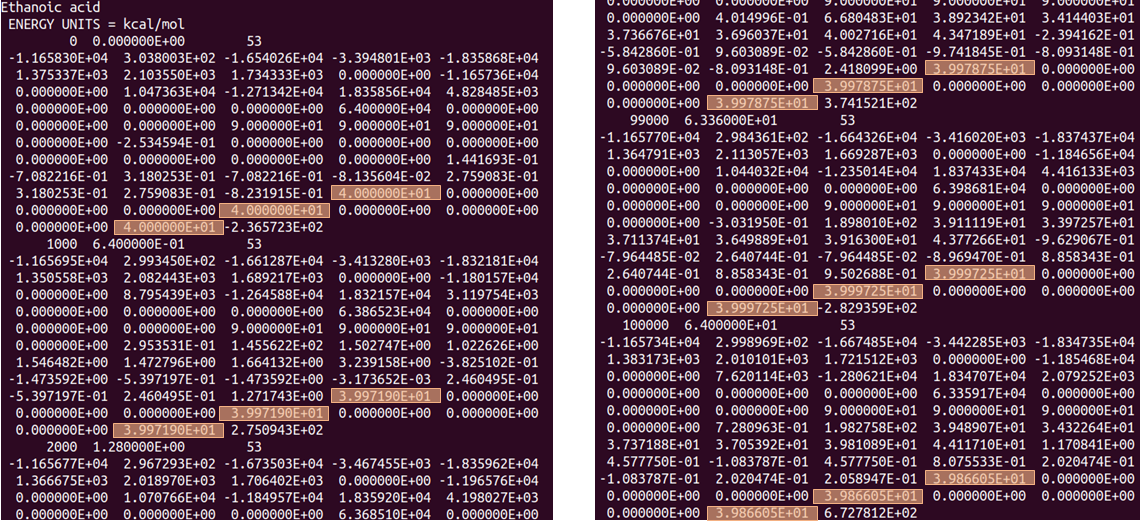 Ethanoic acid
ENERGY UNITS = kcal/mol
0 0.000000E+00 53
-1.165830E+04 3.038003E+02 -1.654026E+04 -3.394801E+03 -1.835868E+04
1.375337E+03 2.103550E+03 1.734333E+03 0.000000E+00 -1.165736E+04
0.000000E+00 1.047363E+04 -1.271342E+04 1.835856E+04 4.828485E+03
0.000000E+00 0.000000E+00 0.000000E+00 6.400000E+04 0.000000E+00
0.000000E+00 0.000000E+00 9.000000E+01 9.000000E+01 9.000000E+01
0.000000E+00 -2.534594E-01 0.000000E+00 0.000000E+00 0.000000E+00
0.000000E+00 0.000000E+00 0.000000E+00 0.000000E+00 1.441693E-01
-7.082216E-01 3.180253E-01 -7.082216E-01 -8.135604E-02 2.759083E-01
3.180253E-01 2.759083E-01 -8.231915E-01 4.000000E+01 0.000000E+00
0.000000E+00 0.000000E+00 4.000000E+01 0.000000E+00 0.000000E+00
0.000000E+00 4.000000E+01 -2.365723E+02
1000 6.400000E-01 53
-1.165695E+04 2.993450E+02 -1.661287E+04 -3.413280E+03 -1.832181E+04
1.350558E+03 2.082443E+03 1.689217E+03 0.000000E+00 -1.180157E+04
0.000000E+00 8.795439E+03 -1.264588E+04 1.832157E+04 3.119754E+03
0.000000E+00 0.000000E+00 0.000000E+00 6.386523E+04 0.000000E+00
0.000000E+00 0.000000E+00 9.000000E+01 9.000000E+01 9.000000E+01
0.000000E+00 2.953531E-01 1.455622E+02 1.502747E+00 1.022626E+00
1.546482E+00 1.472796E+00 1.664132E+00 3.239158E+00 -3.825102E-01
-1.473592E+00 -5.397197E-01 -1.473592E+00 -3.173652E-03 2.460495E-01
-5.397197E-01 2.460495E-01 1.271743E+00 3.997190E+01 0.000000E+00
0.000000E+00 0.000000E+00 3.997190E+01 0.000000E+00 0.000000E+00
0.000000E+00 3.997190E+01 2.750943E+02
2000 1.280000E+00 53
-1.165677E+04 2.967293E+02 -1.673503E+04 -3.467455E+03 -1.835962E+04
1.366675E+03 2.018970E+03 1.706402E+03 0.000000E+00 -1.196576E+04
0.000000E+00 1.070766E+04 -1.184957E+04 1.835920E+04 4.198027E+03
0.000000E+00 0.000000E+00 0.000000E+00 6.368510E+04 0.000000E+00
0.000000E+00 0.000000E+00 9.000000E+01 9.000000E+01 9.000000E+01
0.000000E+00 4.014996E-01 6.680483E+01 3.892342E+01 3.414403E+01
3.736676E+01 3.696037E+01 4.002716E+01 4.347189E+01 -2.394162E-01
-5.842860E-01 9.603089E-02 -5.842860E-01 -9.741845E-01 -8.093148E-01
9.603089E-02 -8.093148E-01 2.418099E+00 3.997875E+01 0.000000E+00
0.000000E+00 0.000000E+00 3.997875E+01 0.000000E+00 0.000000E+00
0.000000E+00 3.997875E+01 3.741521E+02
99000 6.336000E+01 53
-1.165770E+04 2.984361E+02 -1.664326E+04 -3.416020E+03 -1.837437E+04
1.364791E+03 2.113057E+03 1.669287E+03 0.000000E+00 -1.184656E+04
0.000000E+00 1.044032E+04 -1.235014E+04 1.837433E+04 4.416133E+03
0.000000E+00 0.000000E+00 0.000000E+00 6.398681E+04 0.000000E+00
0.000000E+00 0.000000E+00 9.000000E+01 9.000000E+01 9.000000E+01
0.000000E+00 -3.031950E-01 1.898010E+02 3.911119E+01 3.397257E+01
3.711374E+01 3.649889E+01 3.916300E+01 4.377266E+01 -9.629067E-01
-7.964485E-02 2.640744E-01 -7.964485E-02 -8.969470E-01 8.858343E-01
2.640744E-01 8.858343E-01 9.502688E-01 3.999725E+01 0.000000E+00
0.000000E+00 0.000000E+00 3.999725E+01 0.000000E+00 0.000000E+00
0.000000E+00 3.999725E+01 -2.829359E+02
100000 6.400000E+01 53
-1.165734E+04 2.998969E+02 -1.667485E+04 -3.442285E+03 -1.834735E+04
1.383173E+03 2.010101E+03 1.721512E+03 0.000000E+00 -1.185468E+04
0.000000E+00 7.620114E+03 -1.280621E+04 1.834707E+04 2.079252E+03
0.000000E+00 0.000000E+00 0.000000E+00 6.335917E+04 0.000000E+00
0.000000E+00 0.000000E+00 9.000000E+01 9.000000E+01 9.000000E+01
0.000000E+00 7.280963E-01 1.982758E+02 3.948907E+01 3.432264E+01
3.737188E+01 3.705392E+01 3.981089E+01 4.411710E+01 1.170841E+00
4.577750E-01 -1.083787E-01 4.577750E-01 8.075533E-01 2.020474E-01
-1.083787E-01 2.020474E-01 2.058947E-01 3.986605E+01 0.000000E+00
0.000000E+00 0.000000E+00 3.986605E+01 0.000000E+00 0.000000E+00
0.000000E+00 3.986605E+01 6.727812E+02